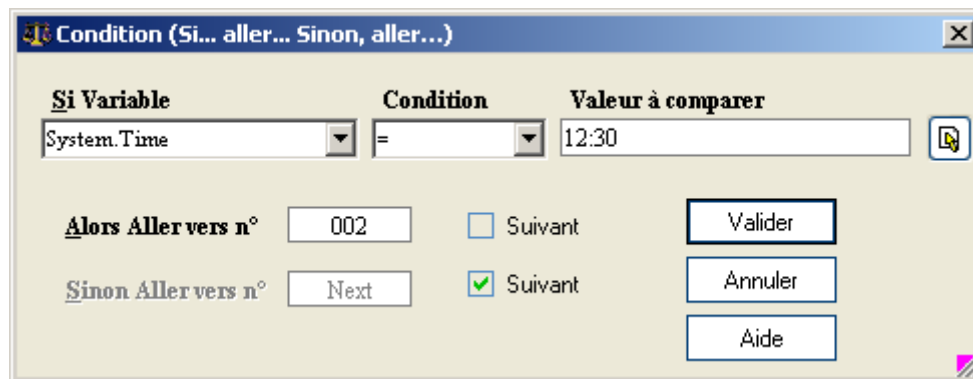 Condition (Si... aller... Sinon, aller...)
Si Variable Condition Valeur à comparer
System.Time = 12:30
Alors Aller vers n° 002 Suivant Valider
Sinon Aller vers n° Next Suivant Annuler
Aide